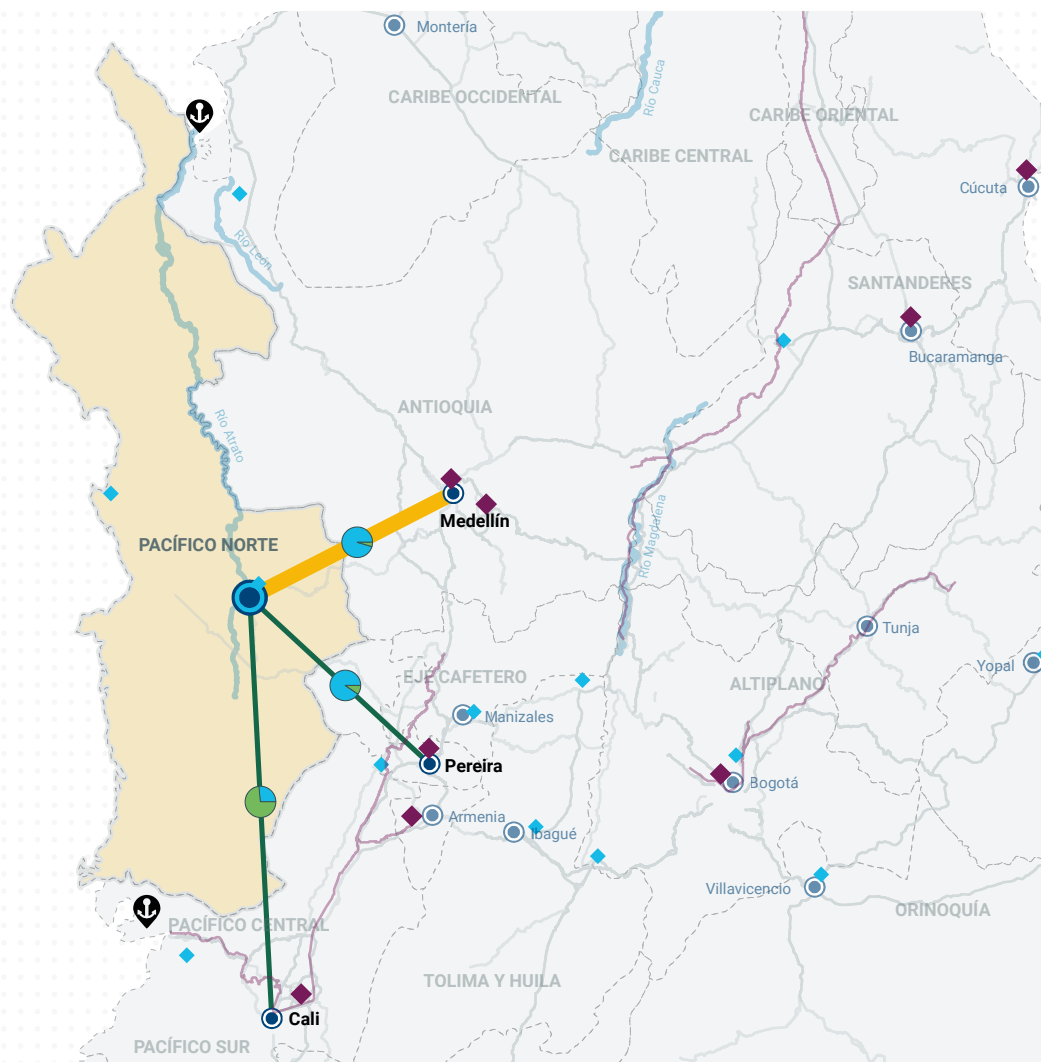 Montería
CARIBE OCCIDENTAL
Río Cauca
CARIBE ORIENTAL
CARIBE CENTRAL
Cúcuta
Río León
SANTANDERES
Bucaramanga
ANTIOQUIA
Río Atrato
Medellín
PACÍFICO NORTE
Río Magdalena
Tunja
Yopal
EJE CAFETERO
ALTIPLANO
Manizales
Pereira
Bogotá
Armenia
Ibagué
Villavicencio
ORINOQUÍA
PACÍFICO CENTRAL
TOLIMA Y HUILA
Cali
PACÍFICO SUR